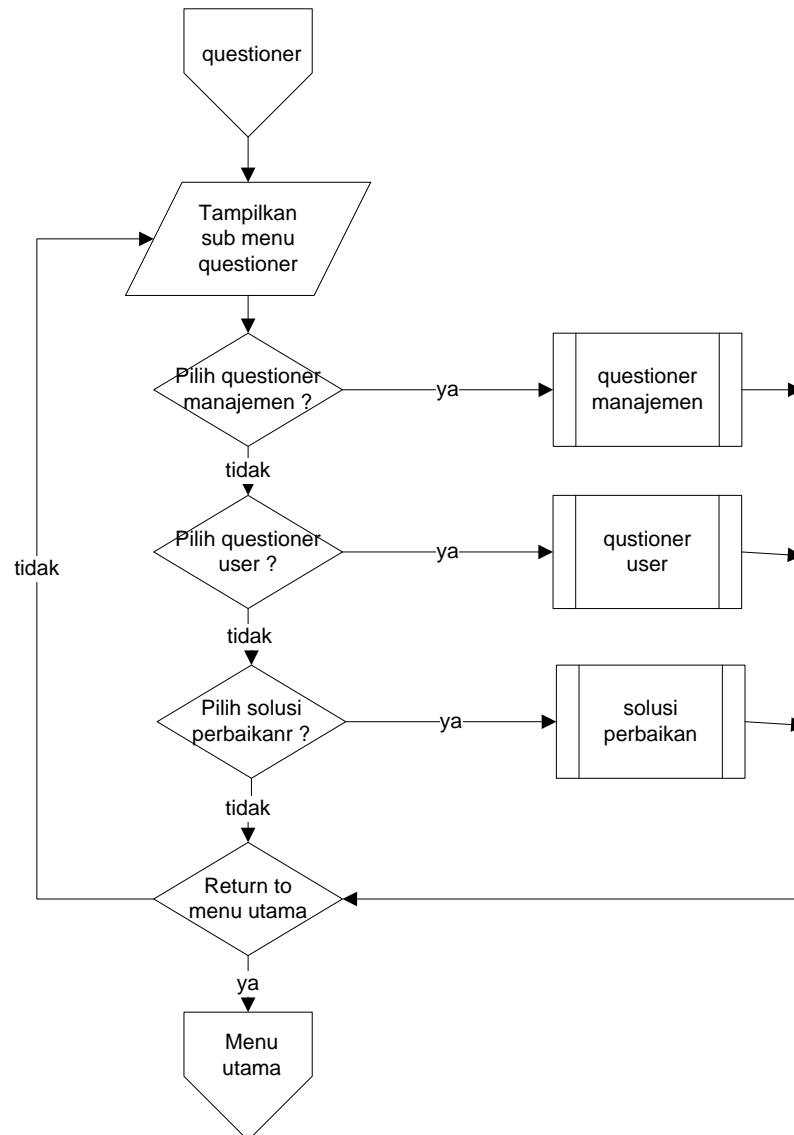 questioner
Tampilkan
sub menu
questioner
Pilih questioner
manajemen ?
ya
questioner
manajemen
tidak
Pilih questioner
user ?
ya
qustioner
user
tidak
tidak
Pilih solusi
perbaikanr ?
ya
solusi
perbaikan
tidak
Return to
menu utama
ya
Menu
utama